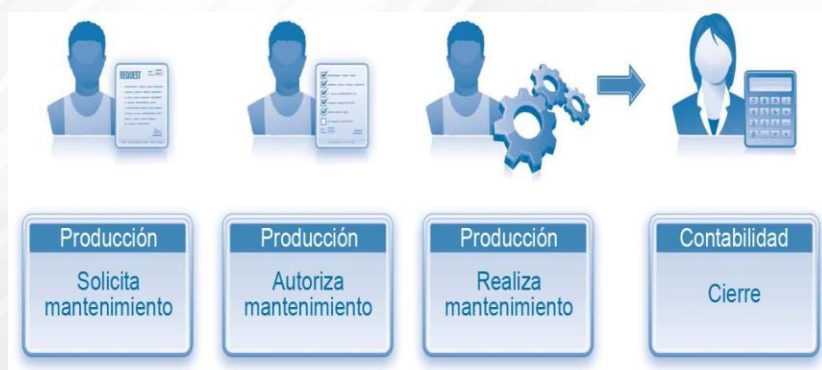 REQUEST
Producción
Solicita
mantenimiento
Producción
Autoriza
mantenimiento
Producción
Realiza
mantenimiento
Contabilidad
Cierre